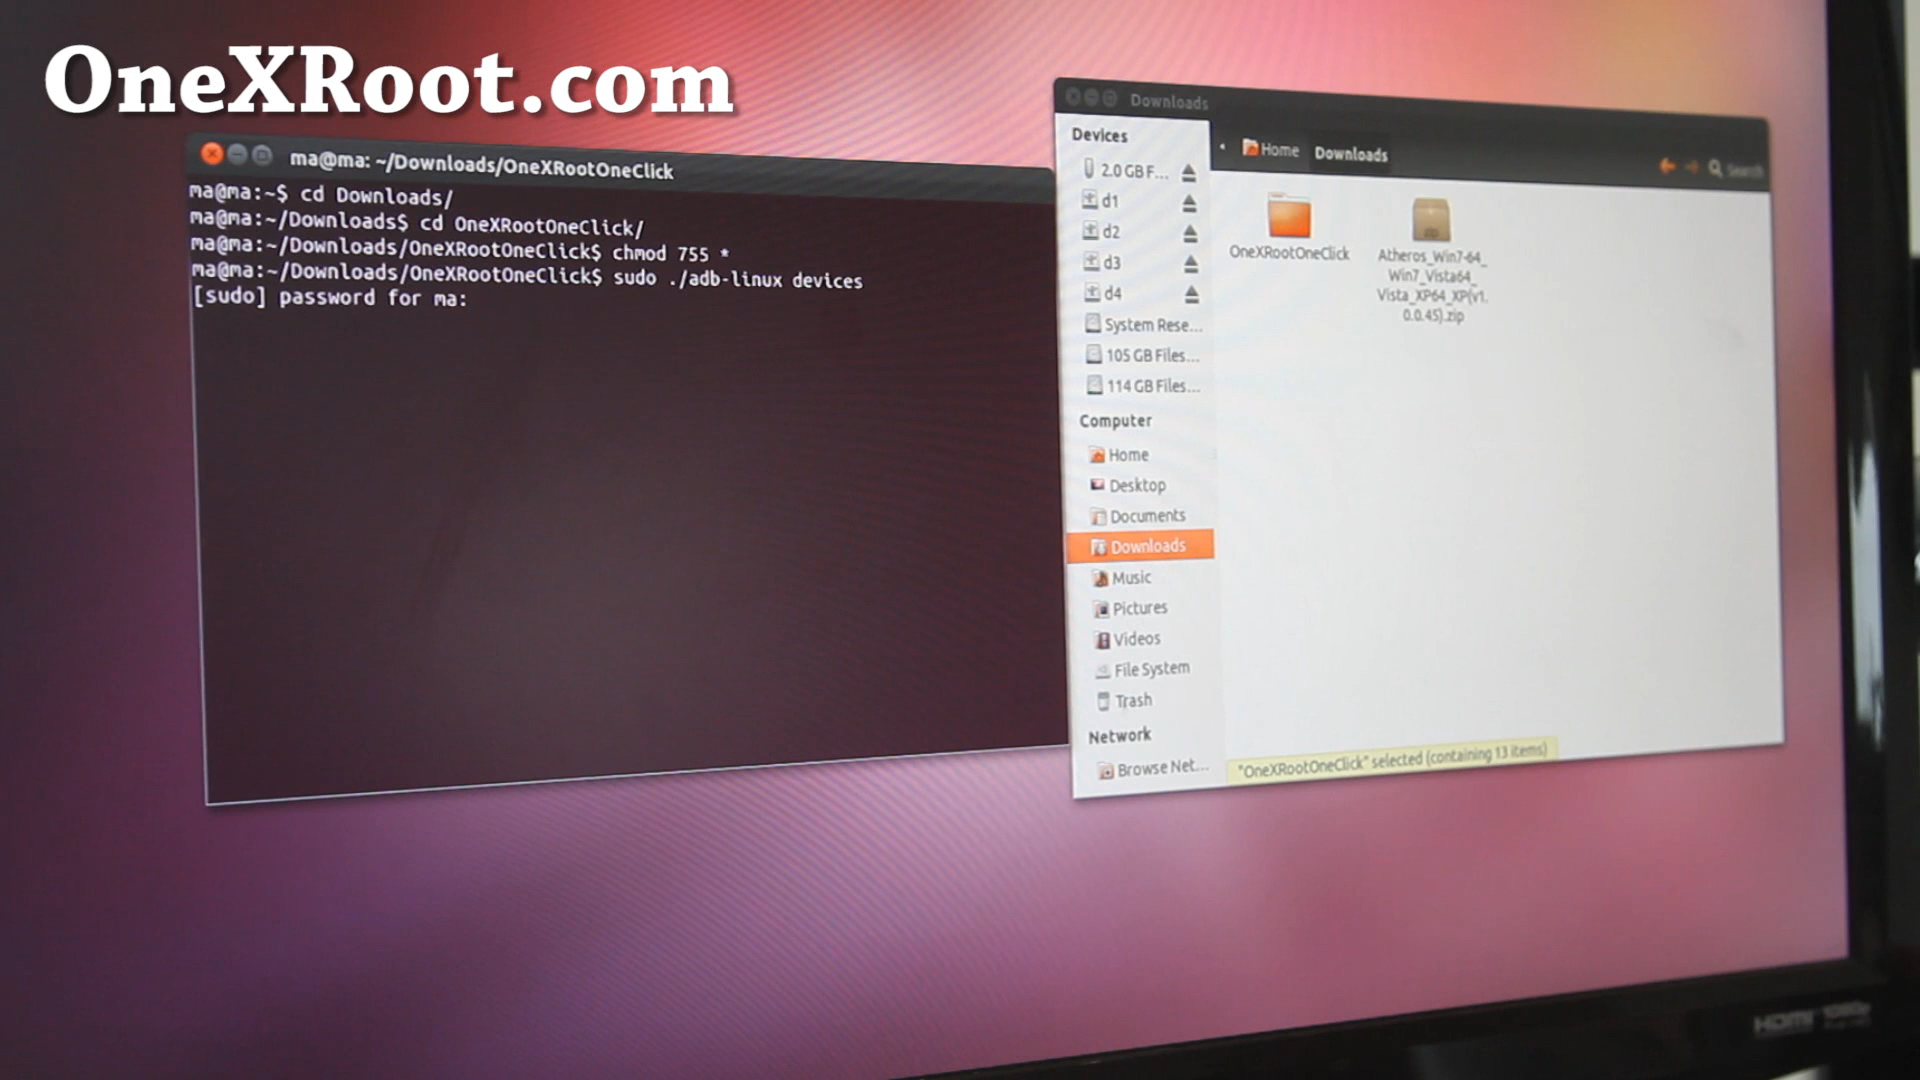 OneXRoot.com
ma@ma: ~/Downloads/OneXRootOneClick
ma@ma:~$ cd Downloads/
ma@ma:~/Downloads$ cd OneXRootOneClick/
ma@ma:~/Downloads/OneXRootOneClick$ chmod 755 *
ma@ma:~/Downloads/OneXRootOneClick$ sudo ./adb-linux devices
[sudo] password for ma:
Downloads
Devices
2.0 GB F...
d1
d2
d3
d4
System Rese...
105 GB Files...
114 GB Files...
Computer
Home
Desktop
Documents
Downloads
Music
Pictures
Videos
File System
Trash
Network
Browse Net...
Home Downloads
Search
OneXRootOneClick
Atheros_Win7-64_
Win7_Vista64_
Vista_XP64_XP(v1.
0.0.45).zip
"OneXRootOneClick" selected (containing 13 items)
HDMI